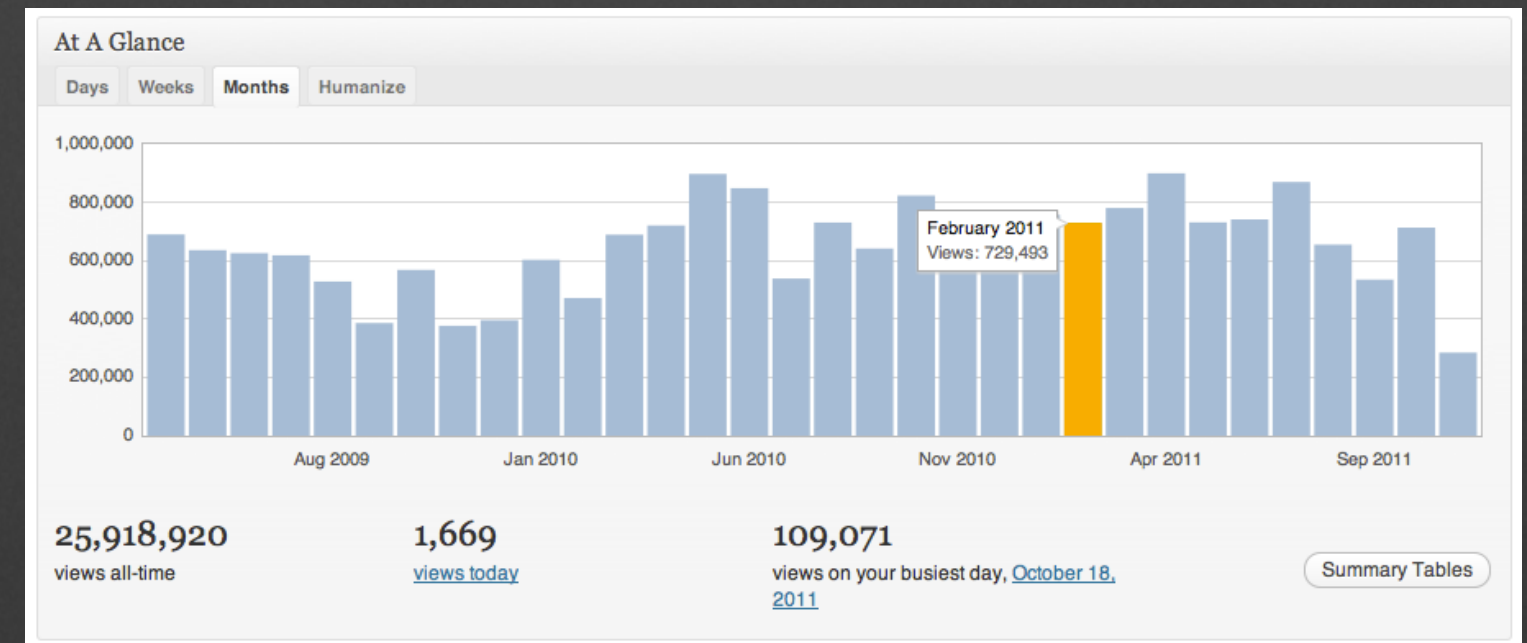 At A Glance
Days Weeks Months Humanize
1,000,000
800,000
600,000
400,000
200,000
0
February 2011
Views: 729,493
Aug 2009 Jan 2010 Jun 2010 Nov 2010 Apr 2011 Sep 2011
25,918,920 1,669 109,071
views all-time views today views on your busiest day, October 18,
2011
Summary Tables